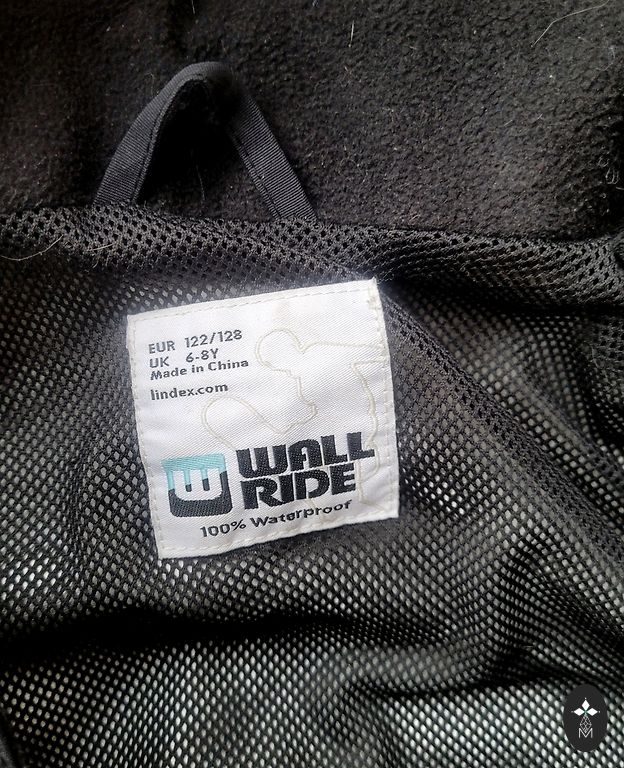 EUR 122/128
UK 6-8Y
Made in China
lindex.com
WALL
RIDE
100% Waterproof
M